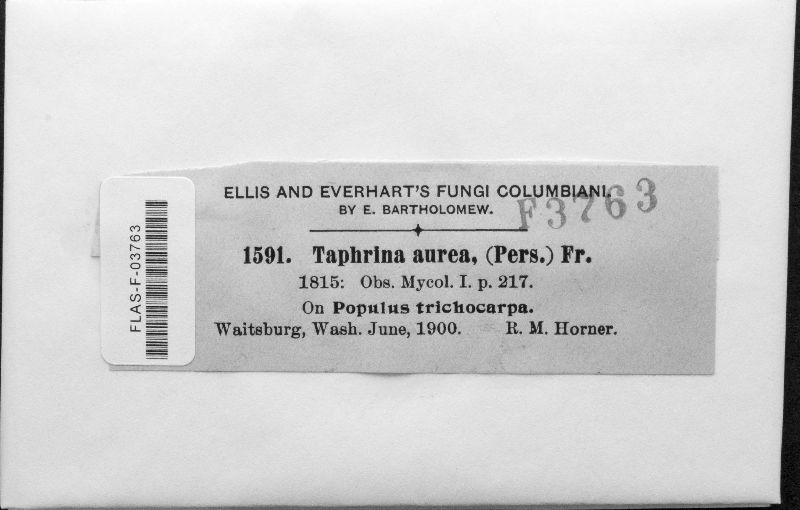 ELLIS AND EVERHART'S FUNGI COLUMBIANI.
BY E. BARTHOLOMEW.
F3763
1591. Taphrina aurea, (Pers.) Fr.
1815: Obs. Mycol. I. p. 217.
On Populus trichocarpa.
Waitsburg, Wash. June, 1900. R. M. Horner.
FLAS-F-03763